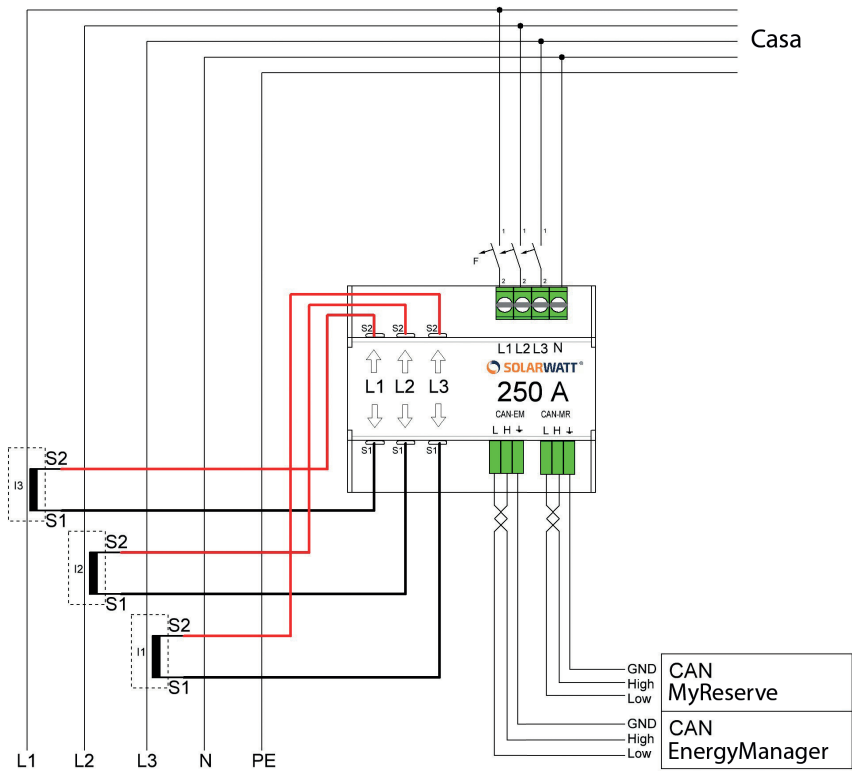 Casa
1 1 1
F
2 2 2
S2 S2 S2
L1 L2 L3 N
SOLARWATT®
L1 L2 L3
250 A
CAN-EM CAN-MR
L H L H
S1 S1 S1
S2
I3
S1
S2
I2
S1
S2
I1
S1
GND
High
Low
CAN
MyReserve
GND
High
Low
CAN
EnergyManager
L1 L2 L3 N PE